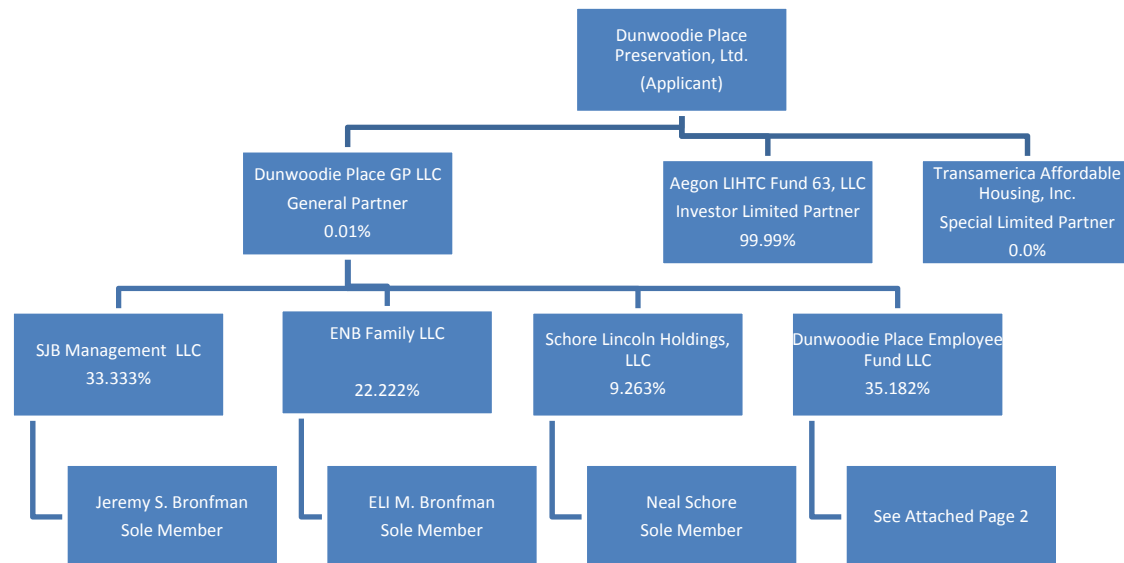 Dunwoodie Place
Preservation, Ltd.
(Applicant)
Dunwoodie Place GP LLC
General Partner
0.01%
Aegon LIHTC Fund 63, LLC
Investor Limited Partner
99.99%
Transamerica Affordable
Housing, Inc.
Special Limited Partner
0.0%
SJB Management  LLC
33.333%
ENB Family LLC
22.222%
Schore Lincoln Holdings,
LLC
9.263%
Dunwoodie Place Employee
Fund LLC
35.182%
Jeremy S. Bronfman
Sole Member
ELI M. Bronfman
Sole Member
Neal Schore
Sole Member
See Attached Page 2